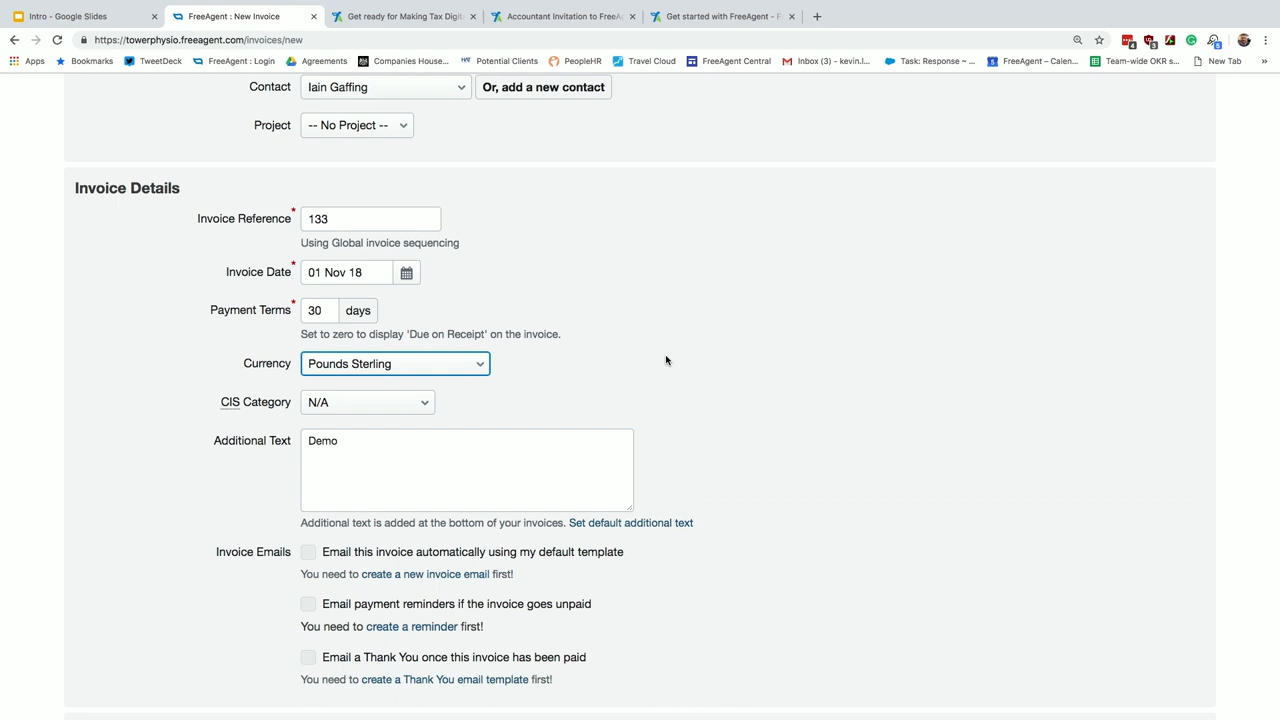 Intro - Google Slides
FreeAgent : New Invoice
Get ready for Making Tax Digit
Accountant Invitation to FreeA
Get started with FreeAgent - F
https://towerphysio.freeagent.com/invoices/new
Apps Bookmarks TweetDeck FreeAgent : Login Agreements Companies House... Potential Clients PeopleHR Travel Cloud FreeAgent Central Inbox (3) - kevin.l... Task: Response ~... FreeAgent – Calen... Team-wide OKR s... New Tab »
Contact Iain Gaffing Or, add a new contact
Project -- No Project --
Invoice Details
Invoice Reference* 133
Using Global invoice sequencing
Invoice Date* 01 Nov 18
Payment Terms* 30 days
Set to zero to display 'Due on Receipt' on the invoice.
Currency Pounds Sterling
CIS Category N/A
Additional Text Demo
Additional text is added at the bottom of your invoices. Set default additional text
Invoice Emails Email this invoice automatically using my default template
You need to create a new invoice email first!
Email payment reminders if the invoice goes unpaid
You need to create a reminder first!
Email a Thank You once this invoice has been paid
You need to create a Thank You email template first!